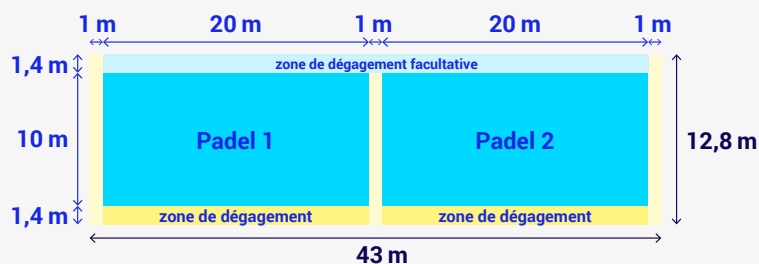 1 m
20 m
1 m
20 m
1 m
1,4 m
zone de dégagement facultative
10 m
Padel 1
Padel 2
12,8 m
1,4 m
zone de dégagement
zone de dégagement
43 m